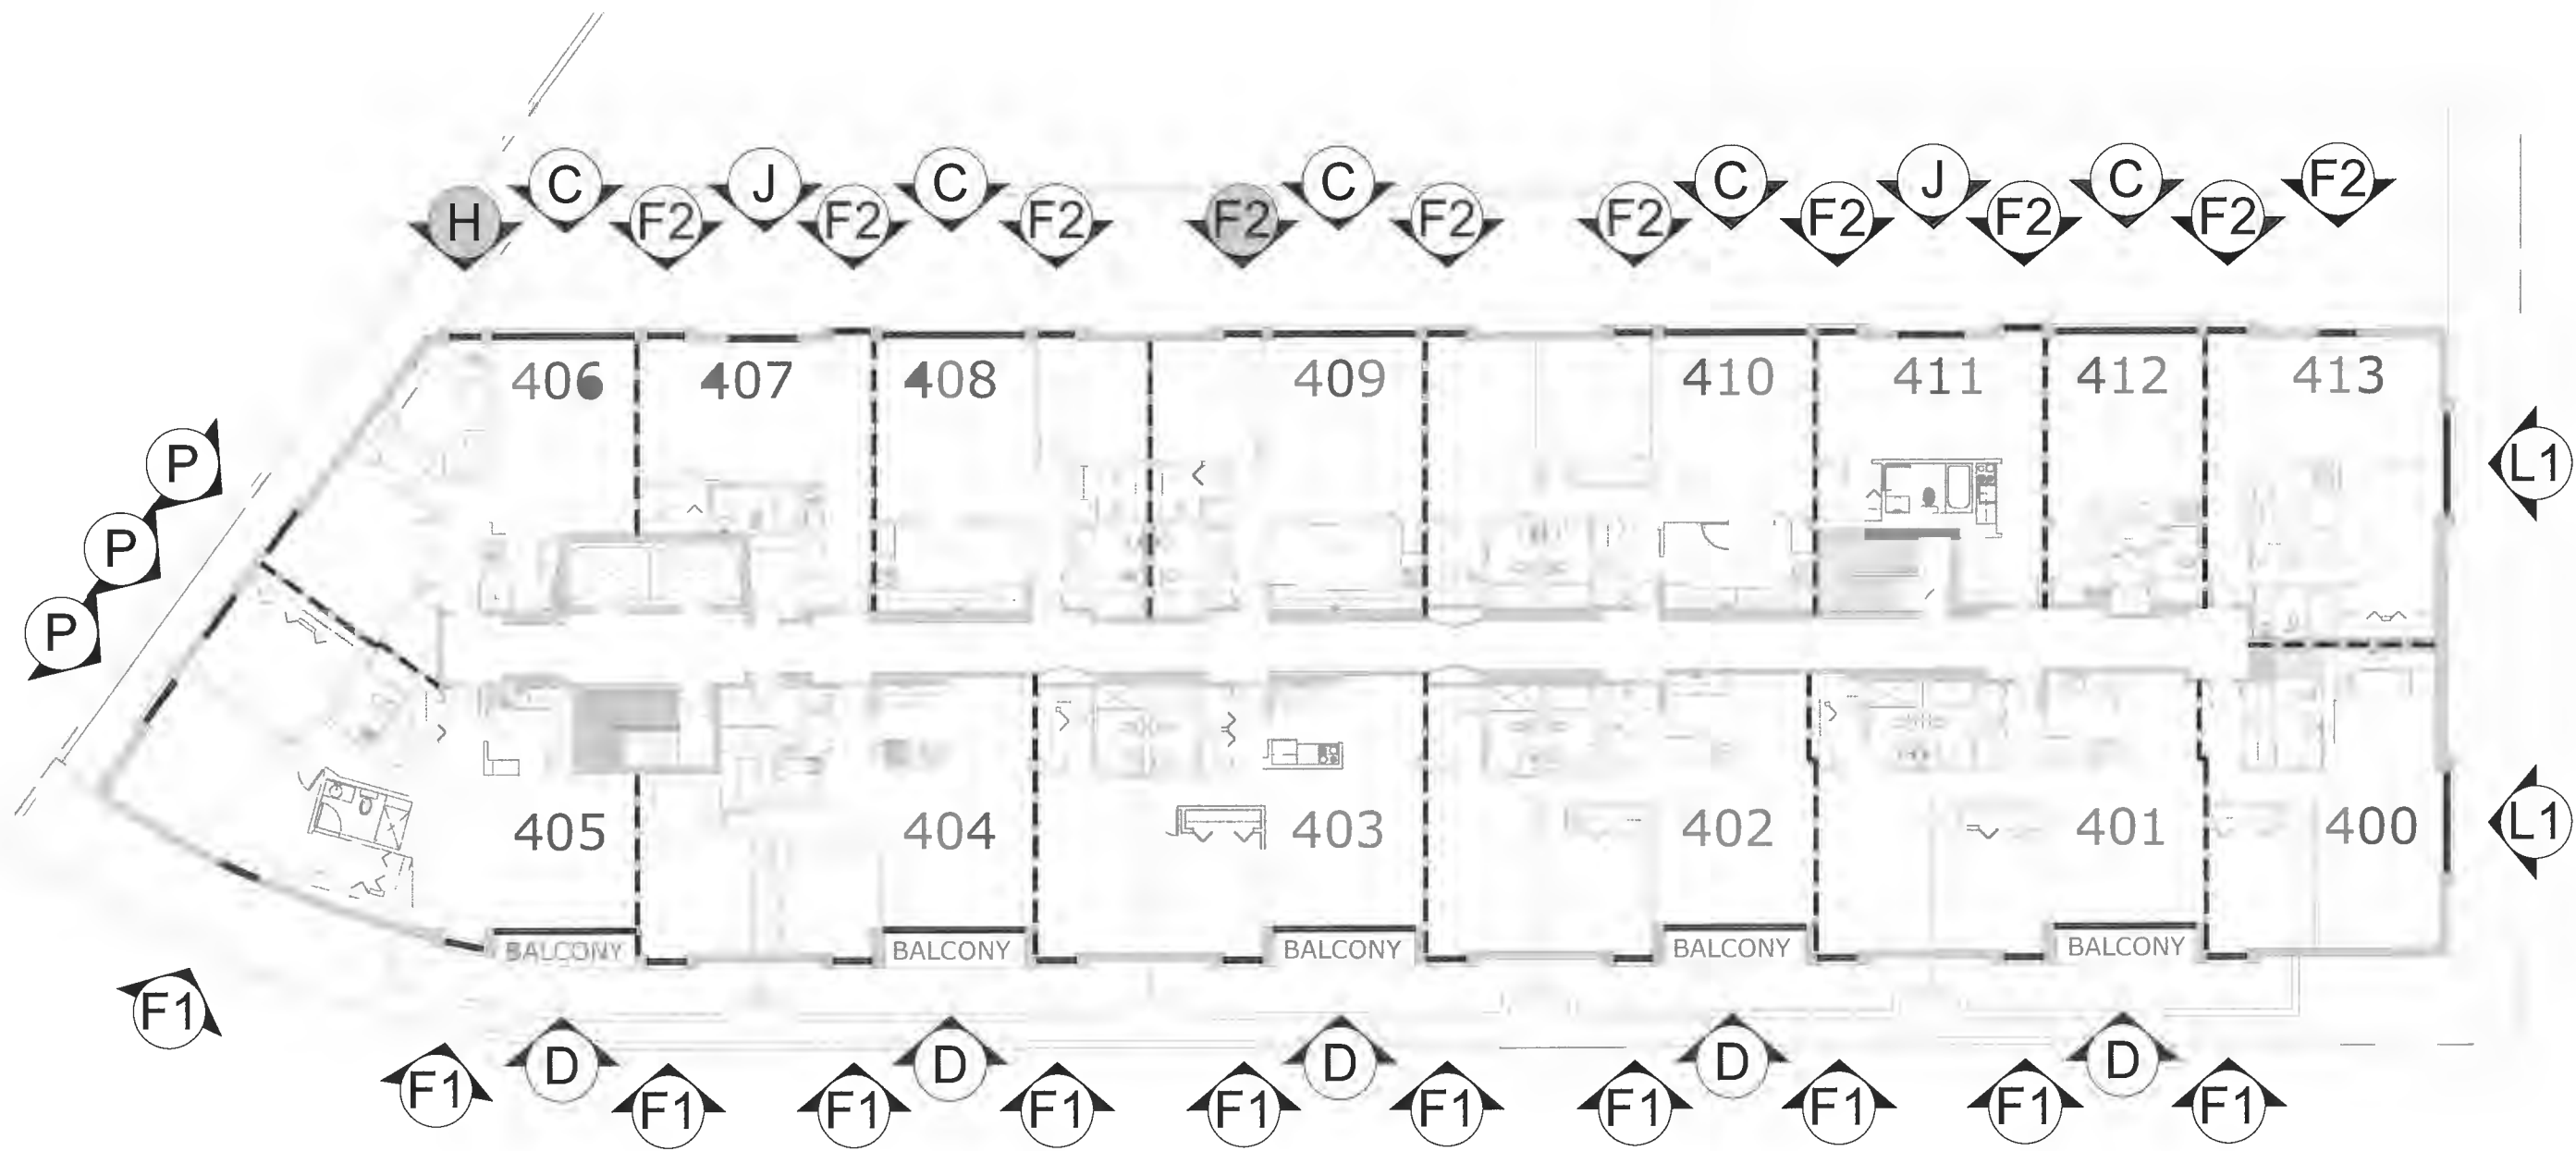 C J C C C J C F2
H F2 F2 F2 F2 F2 F2 F2 F2 F2
406 407 408 409 410 411 412 413
P L1
P
P
405 404 403 402 401 400 L1
BALCONY BALCONY BALCONY BALCONY BALCONY
F1
D D D D D
F1 F1 F1 F1 F1 F1 F1 F1 F1 F1